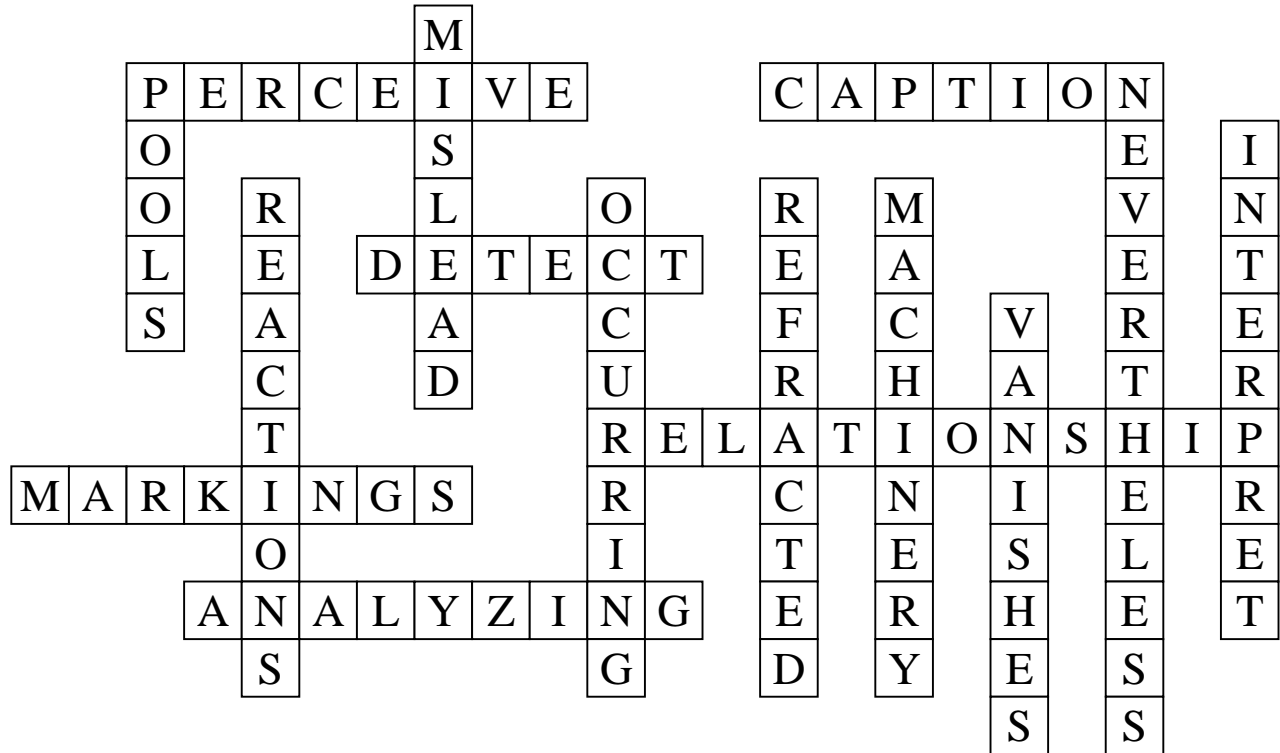 MISLEAD
PERCEIVE
POOLS
CAPTION
NEVERTHELESS
INTERPRET
REACTIONS
OCCURRING
REFRACTED
MACHINERY
DETECT
VANISHES
RELATIONSHIP
MARKINGS
ANALYZING